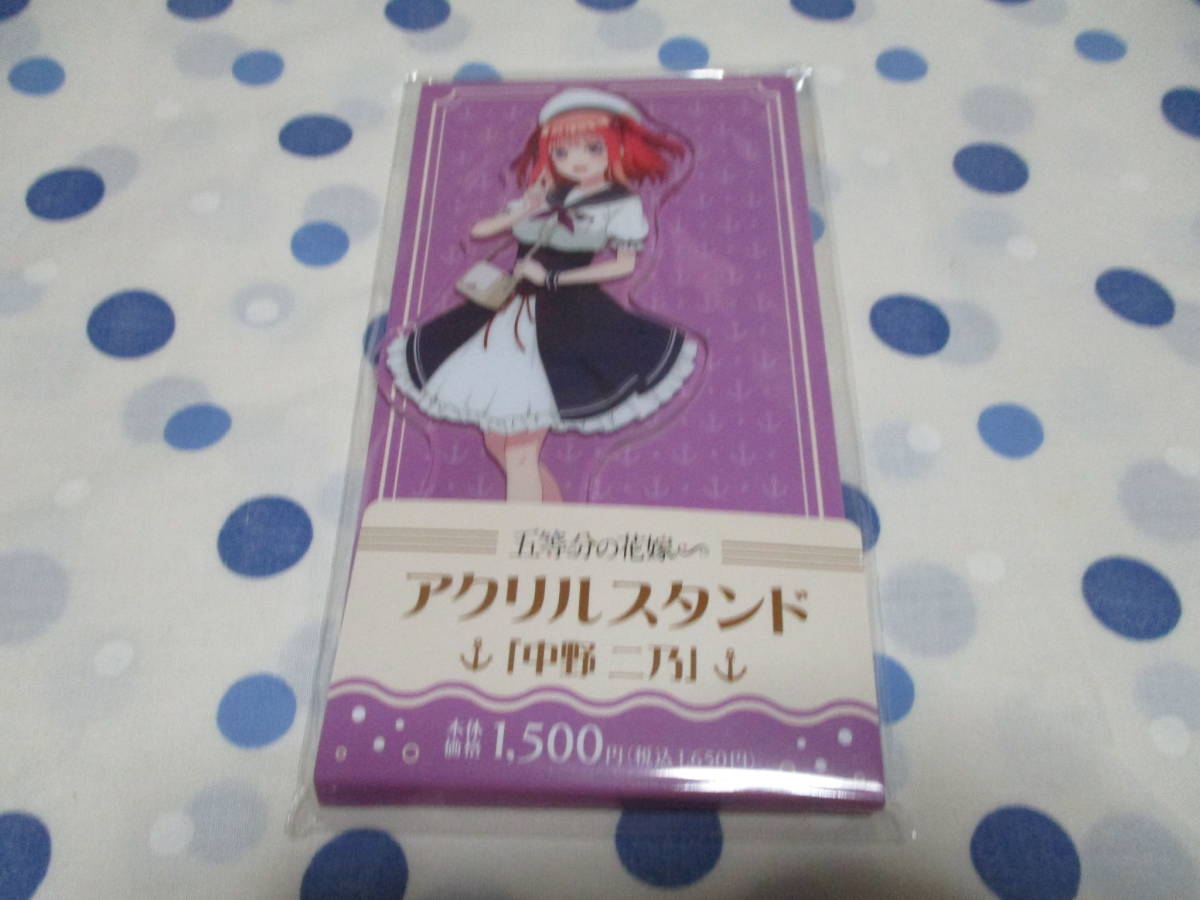 五等分の花嫁
アクリルスタンド
「中野 二乃」
本体
価格 1,500円(税込1,650円)